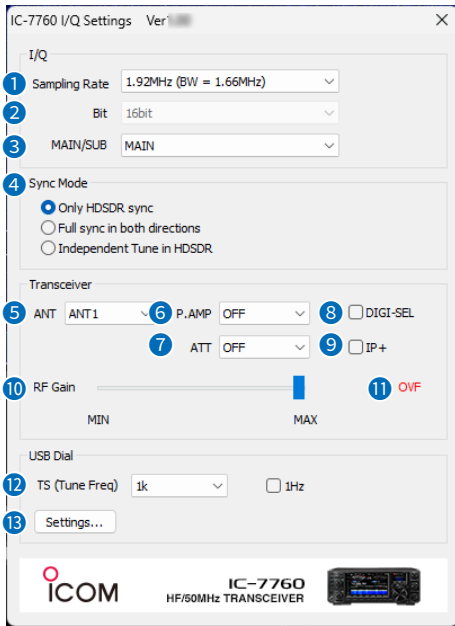 IC-7760 I/Q Settings Ver
I/Q
1 Sampling Rate 1.92MHz (BW = 1.66MHz)
2 Bit 16bit
3 MAIN/SUB MAIN
4 Sync Mode
Only HDSDR sync
Full sync in both directions
Independent Tune in HDSDR
Transceiver
5 ANT ANT1 6 P.AMP OFF 8 DIGI-SEL
7 ATT OFF 9 IP+
10 RF Gain 11 OVF
MIN MAX
USB Dial
12 TS (Tune Freq) 1k 1Hz
13 Settings...
ICOM IC-7760
HF/50MHz TRANSCEIVER